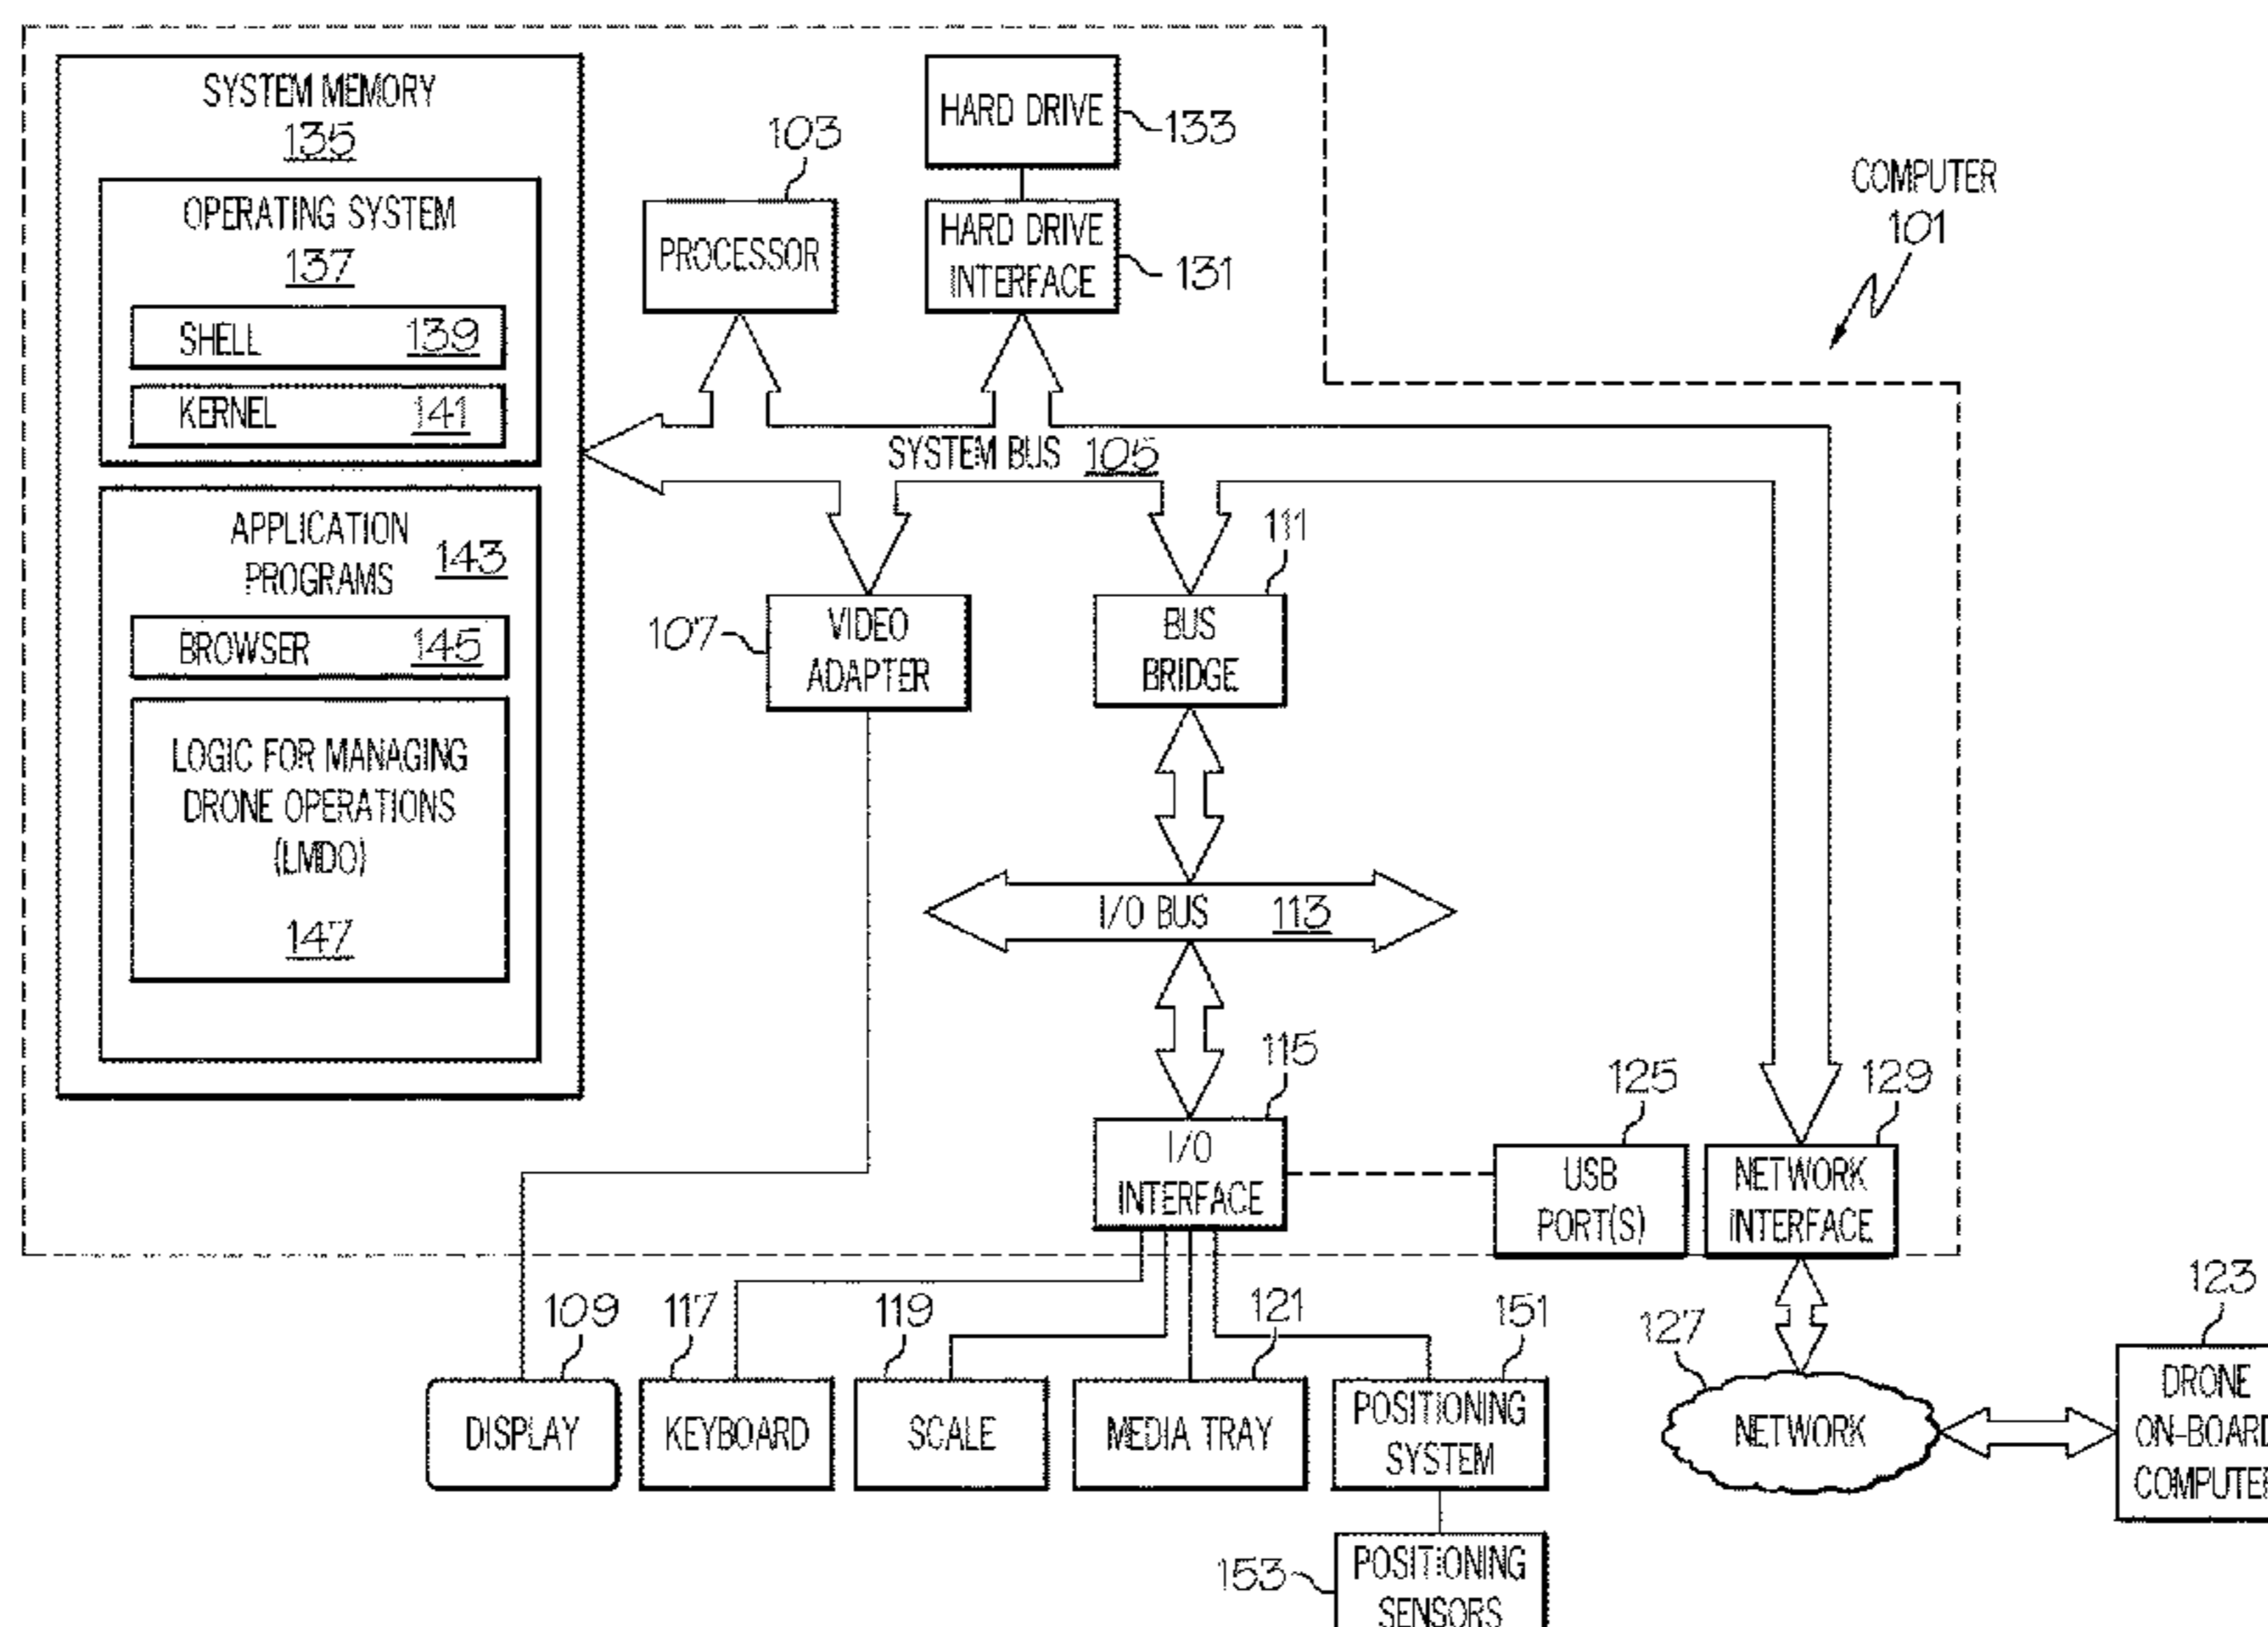 SYSTEM MEMORY
135
OPERATING SYSTEM
137
SHELL 139
KERNEL 141
APPLICATION
PROGRAMS
143
BROWSER 145
LOGIC FOR MANAGING
DRONE OPERATIONS
(LMDO)
147
103
PROCESSOR
HARD DRIVE
133
HARD DRIVE
INTERFACE
131
COMPUTER
101
SYSTEM BUS 105
107
VIDEO
ADAPTER
111
BUS
BRIDGE
I/O BUS 113
115
I/O
INTERFACE
125
USB
PORT(S)
129
NETWORK
INTERFACE
109
DISPLAY
117
KEYBOARD
119
SCALE
121
MEDIA TRAY
151
POSITIONING
SYSTEM
153
POSITIONING
SENSORS
127
NETWORK
123
DRONE
ON-BOARD
COMPUTER